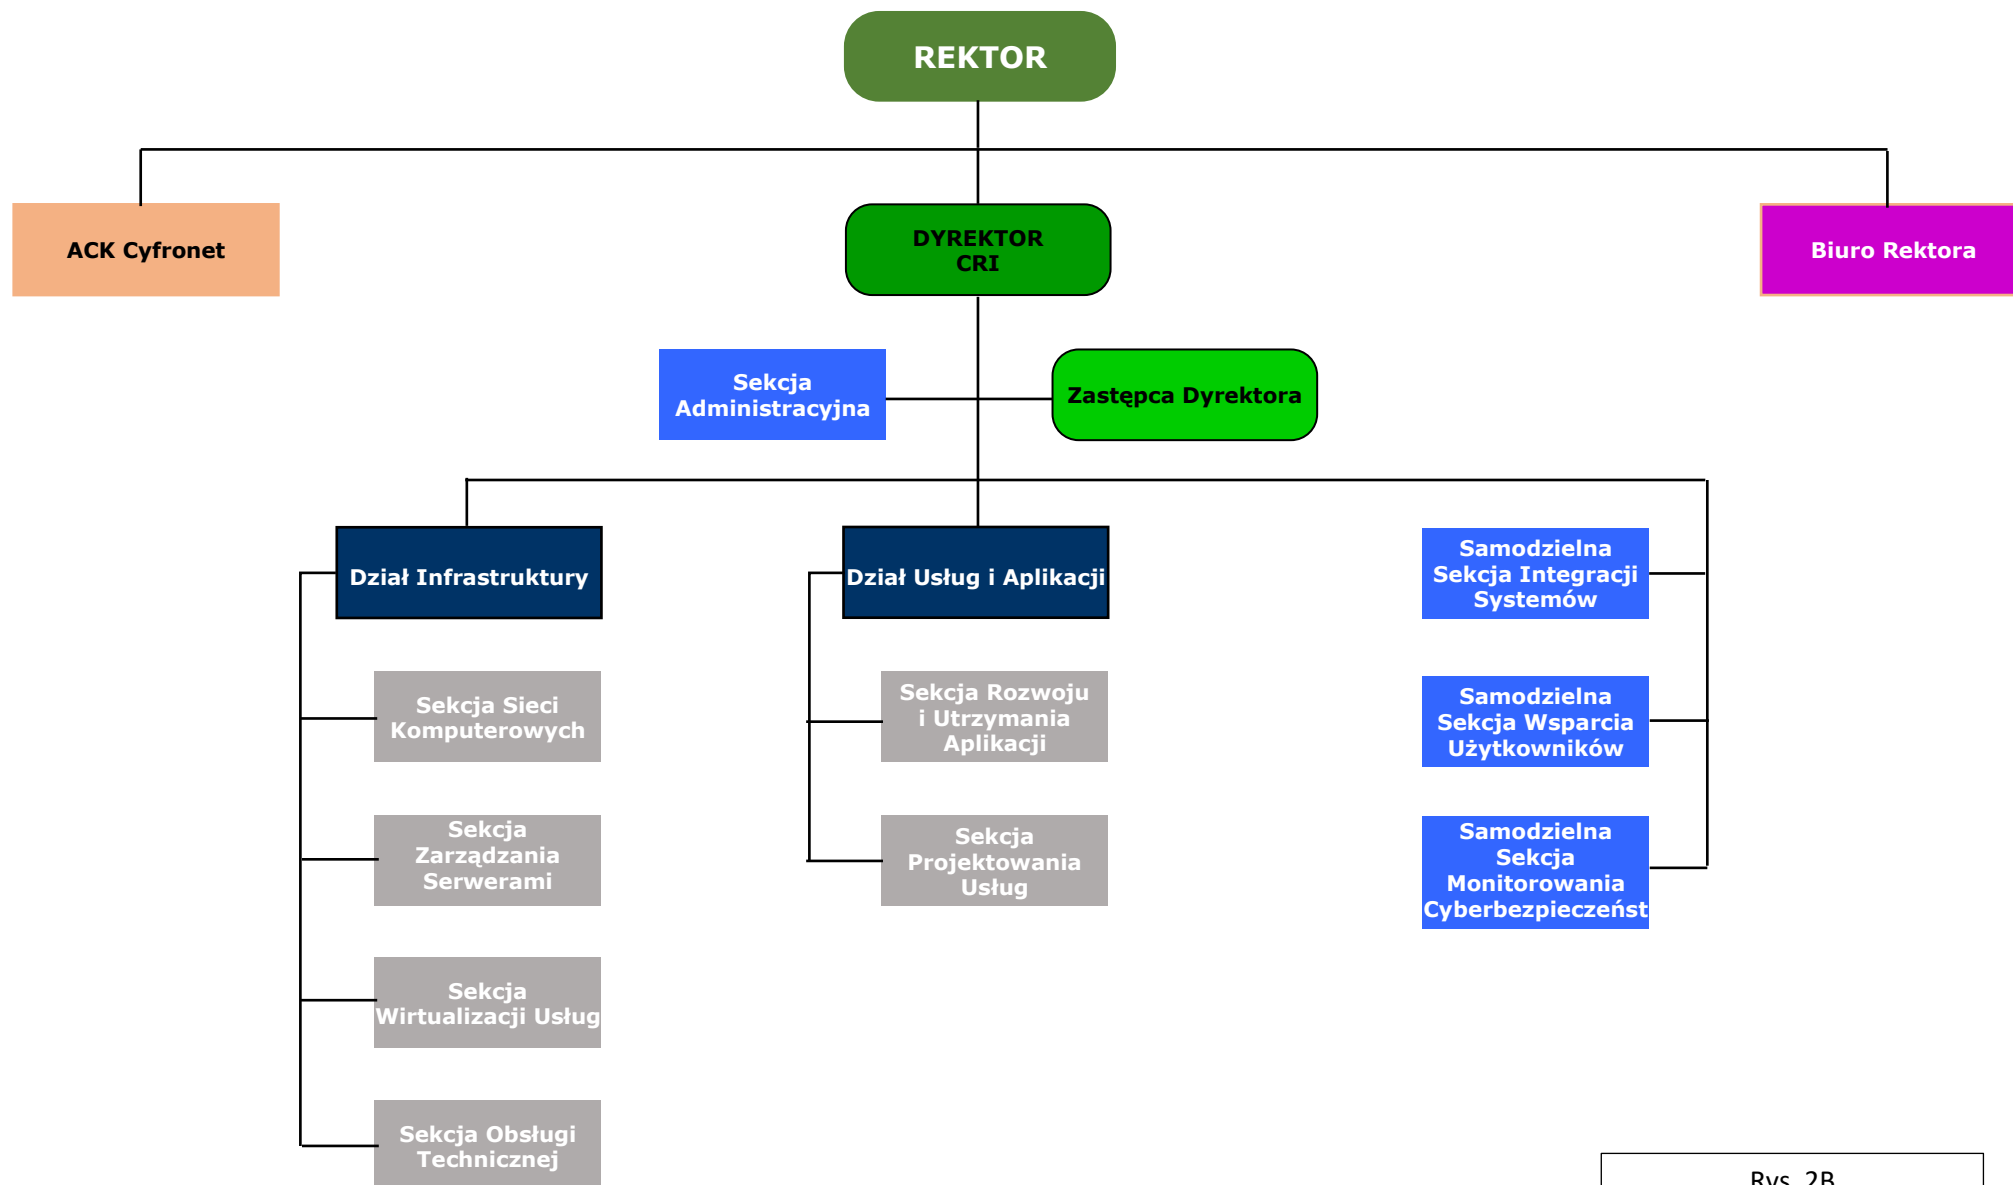 REKTOR
ACK Cyfronet
DYREKTOR
CRI
Biuro Rektora
Sekcja
Administracyjna
Zastępca Dyrektora
Dział Infrastruktury
Dział Usług i Aplikacji
Samodzielna
Sekcja Integracji
Systemów
Sekcja Sieci
Komputerowych
Sekcja Rozwoju
i Utrzymania
Aplikacji
Samodzielna
Sekcja Wsparcia
Użytkowników
Sekcja
Zarządzania
Serwerami
Sekcja
Projektowania
Usług
Samodzielna
Sekcja
Monitorowania
Cyberbezpieczeńst
Sekcja
Wirtualizacji Usług
Sekcja Obsługi
Technicznej
Rys. 2B